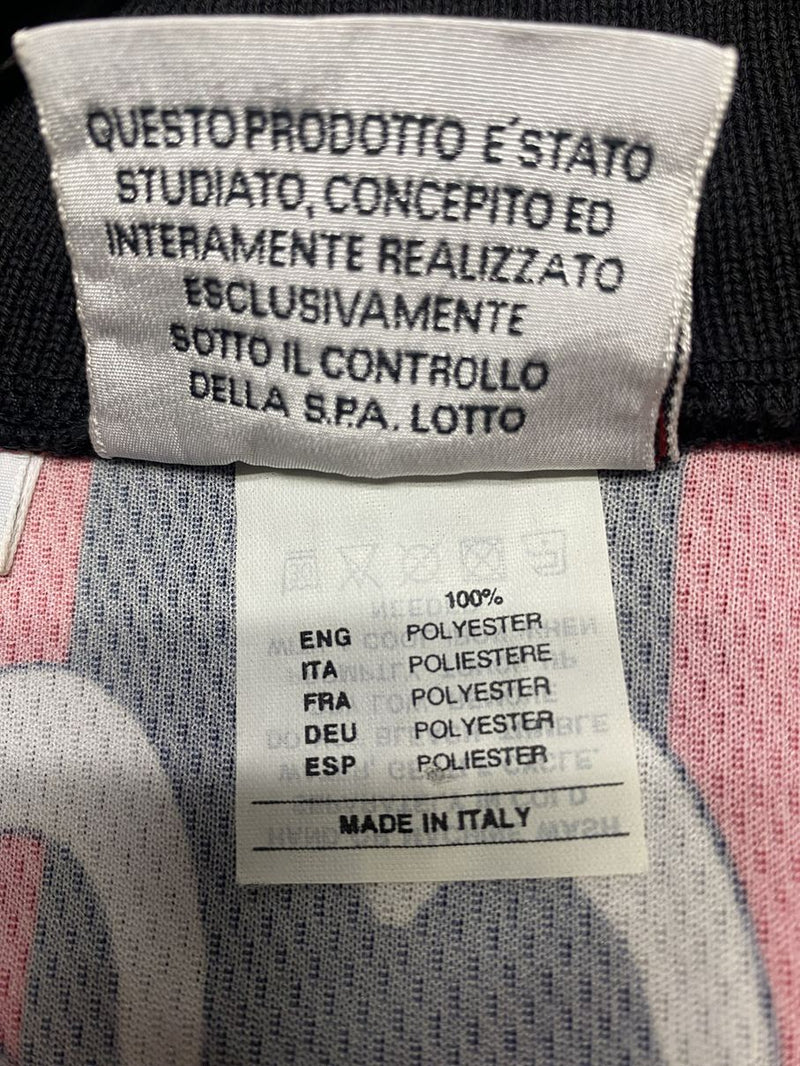 QUESTO PRODOTTO E' STATO
STUDIATO, CONCEPITO ED
INTERAMENTE REALIZZATO
ESCLUSIVAMENTE
SOTTO IL CONTROLLO
DELLA S.P.A. LOTTO
100%
ENG POLYESTER
ITA POLIESTERE
FRA POLYESTER
DEU POLYESTER
ESP POLIESTER
MADE IN ITALY